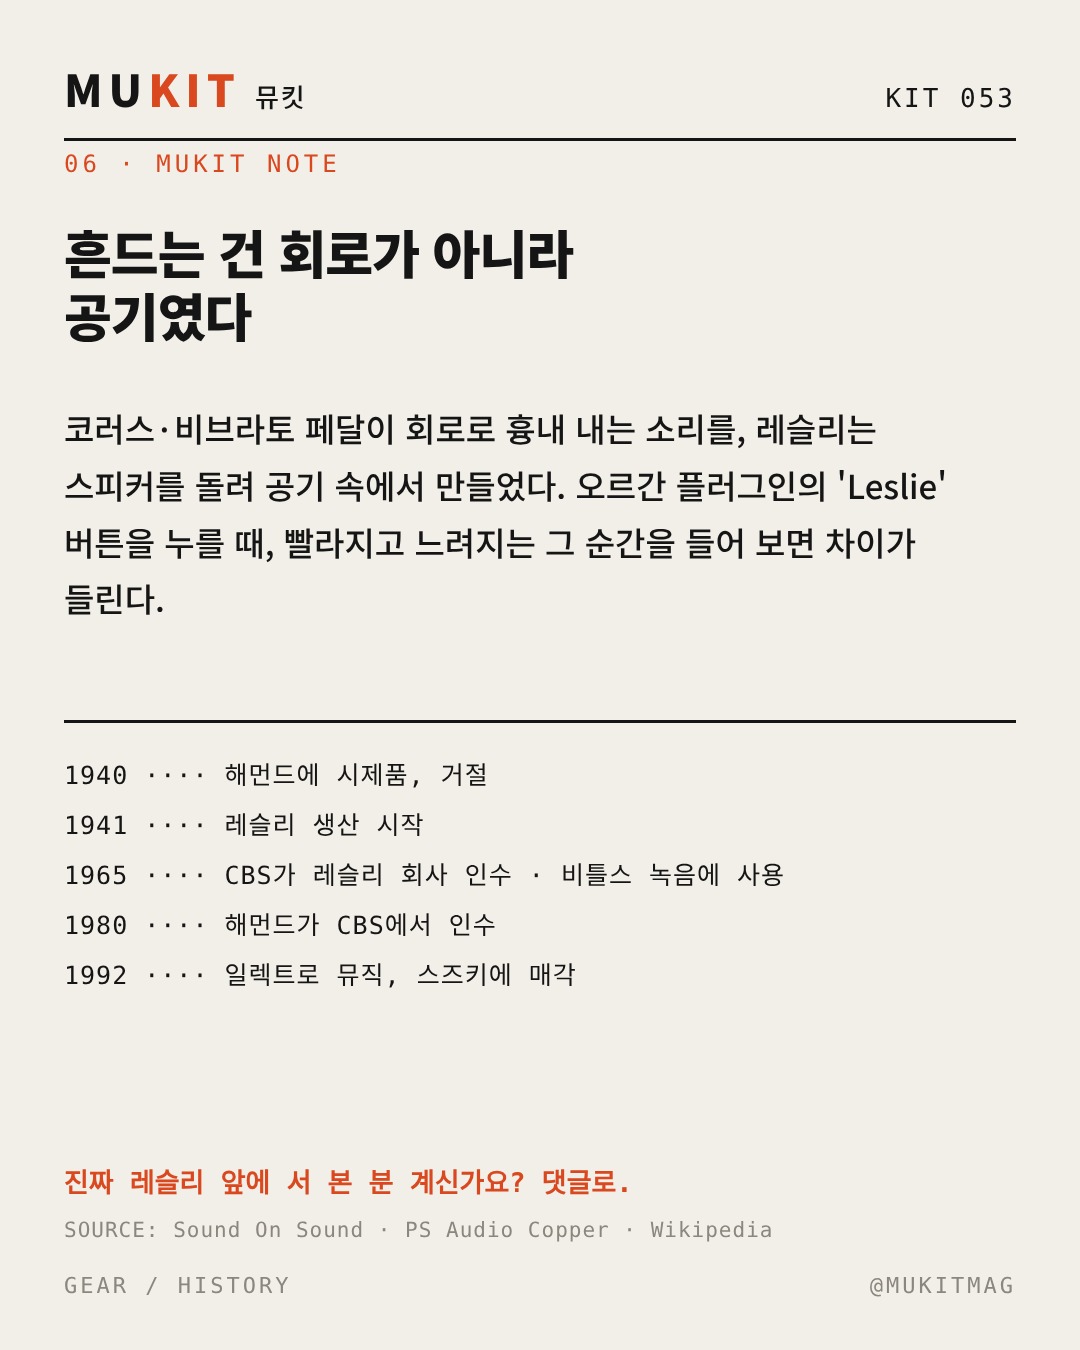 MUKIT 뮤킷 KIT 053
06 · MUKIT NOTE
흔드는 건 회로가 아니라
공기였다
코러스·비브라토 페달이 회로로 흉내 내는 소리를, 레슬리는
스피커를 돌려 공기 속에서 만들었다. 오르간 플러그인의 'Leslie'
버튼을 누를 때, 빨라지고 느려지는 그 순간을 들어 보면 차이가
들린다.
1940 ···· 해먼드에 시제품, 거절
1941 ···· 레슬리 생산 시작
1965 ···· CBS가 레슬리 회사 인수 · 비틀스 녹음에 사용
1980 ···· 해먼드가 CBS에서 인수
1992 ···· 일렉트로 뮤직, 스즈키에 매각
진짜 레슬리 앞에 서 본 분 계신가요? 댓글로.
SOURCE: Sound On Sound · PS Audio Copper · Wikipedia
GEAR / HISTORY @MUKITMAG